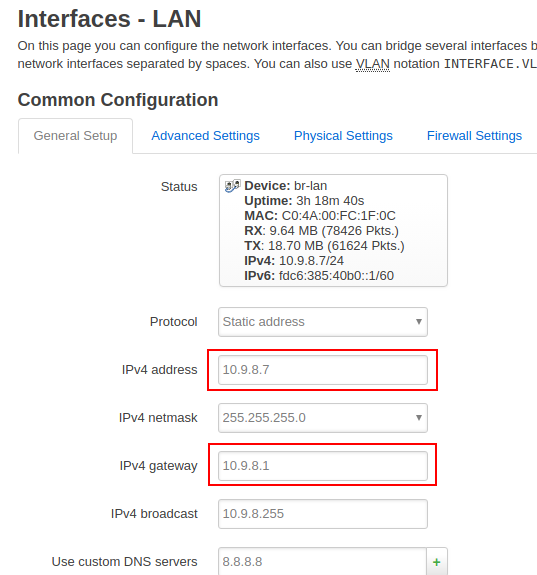 Interfaces - LAN
On this page you can configure the network interfaces. You can bridge several interfaces b
network interfaces separated by spaces. You can also use VLAN notation INTERFACE.VL
Common Configuration
General Setup Advanced Settings Physical Settings Firewall Settings
Status
Device: br-lan
Uptime: 3h 18m 40s
MAC: C0:4A:00:FC:1F:0C
RX: 9.64 MB (78426 Pkts.)
TX: 18.70 MB (61624 Pkts.)
IPv4: 10.9.8.7/24
IPv6: fdc6:385:40b0::1/60
Protocol Static address
IPv4 address 10.9.8.7
IPv4 netmask 255.255.255.0
IPv4 gateway 10.9.8.1
IPv4 broadcast 10.9.8.255
Use custom DNS servers 8.8.8.8 +